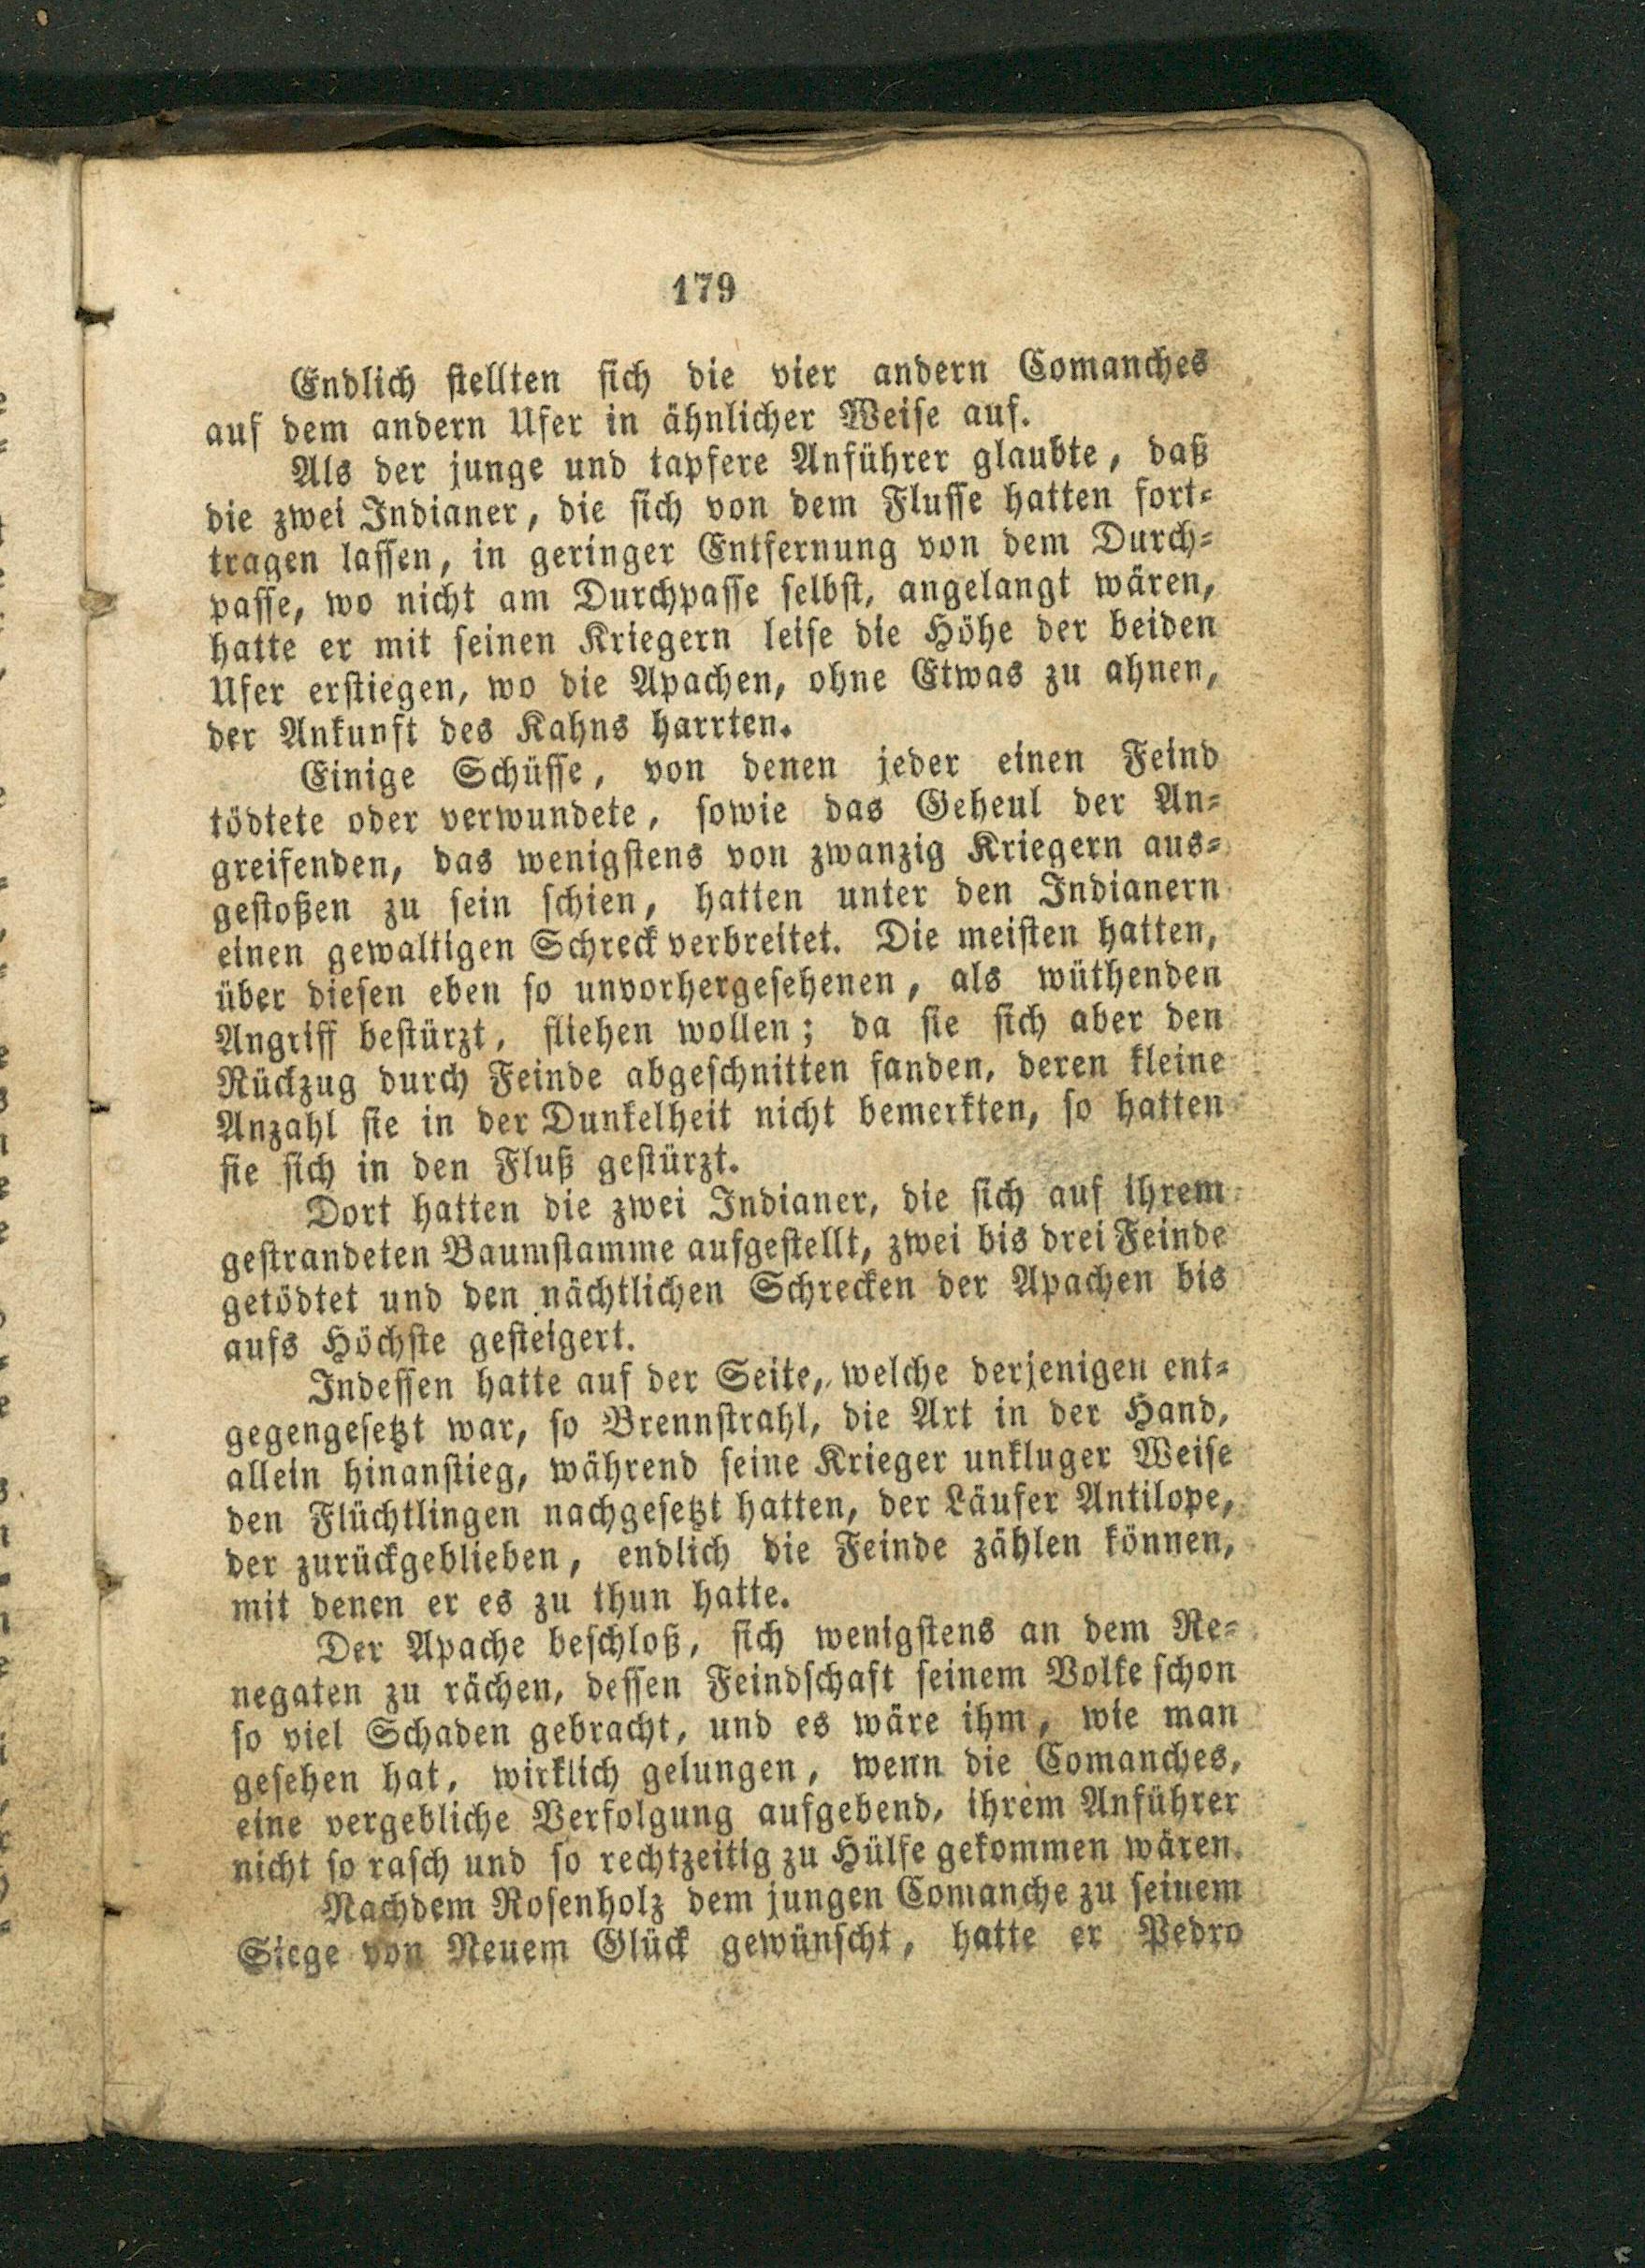 179
Endlich stellten sich die vier andern Comanches
auf dem andern Ufer in ähnlicher Weise auf.
Als der junge und tapfere Anführer glaubte, daß
die zwei Indianer, die sich von dem Flusse hatten fort-
tragen lassen, in geringer Entfernung von dem Durch-
passe, wo nicht am Durchpasse selbst, angelangt wären,
hatte er mit seinen Kriegern leise die Höhe der beiden
Ufer erstiegen, wo die Apachen, ohne Etwas zu ahnen,
der Ankunft des Kahns harrten.
Einige Schüsse, von denen jeder einen Feind
tödtete oder verwundete, sowie das Geheul der An-
greifenden, das wenigstens von zwanzig Kriegern aus-
gestoßen zu sein schien, hatten unter den Indianern
einen gewaltigen Schreck verbreitet. Die meisten hatten,
über diesen eben so unvorhergesehenen, als wüthenden
Angriff bestürzt, fliehen wollen; da sie sich aber den
Rückzug durch Feinde abgeschnitten fanden, deren kleine
Anzahl sie in der Dunkelheit nicht bemerkten, so hatten
sie sich in den Fluß gestürzt.
Dort hatten die zwei Indianer, die sich auf ihrem
gestrandeten Baumstamme aufgestellt, zwei bis drei Feinde
getödtet und den nächtlichen Schrecken der Apachen bis
aufs Höchste gesteigert.
Indessen hatte auf der Seite, welche derjenigen ent-
gegengesetzt war, so Brennstrahl, die Art in der Hand,
allein hinanstieg, während seine Krieger unkluger Weise
den Flüchtlingen nachgesetzt hatten, der Läufer Antilope,
der zurückgeblieben, endlich die Feinde zählen können,
mit denen er es zu thun hatte.
Der Apache beschloß, sich wenigstens an dem Re-
negaten zu rächen, dessen Feindschaft seinem Volke schon
so viel Schaden gebracht, und es wäre ihm, wie man
gesehen hat, wirklich gelungen, wenn die Comanches,
eine vergebliche Verfolgung aufgebend, ihrem Anführer
nicht so rasch und so rechtzeitig zu Hülfe gekommen wären.
Nachdem Rosenholz dem jungen Comanche zu seinem
Siege von Neuem Glück gewünscht, hatte er Pedro